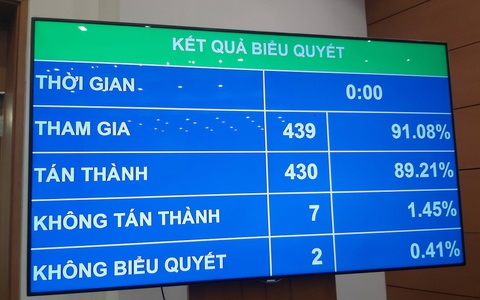 KẾT QUẢ BIỂU QUYẾT
THỜI GIAN 0:00
THAM GIA 439 91.08%
TÁN THÀNH 430 89.21%
KHÔNG TÁN THÀNH 7 1.45%
KHÔNG BIỂU QUYẾT 2 0.41%